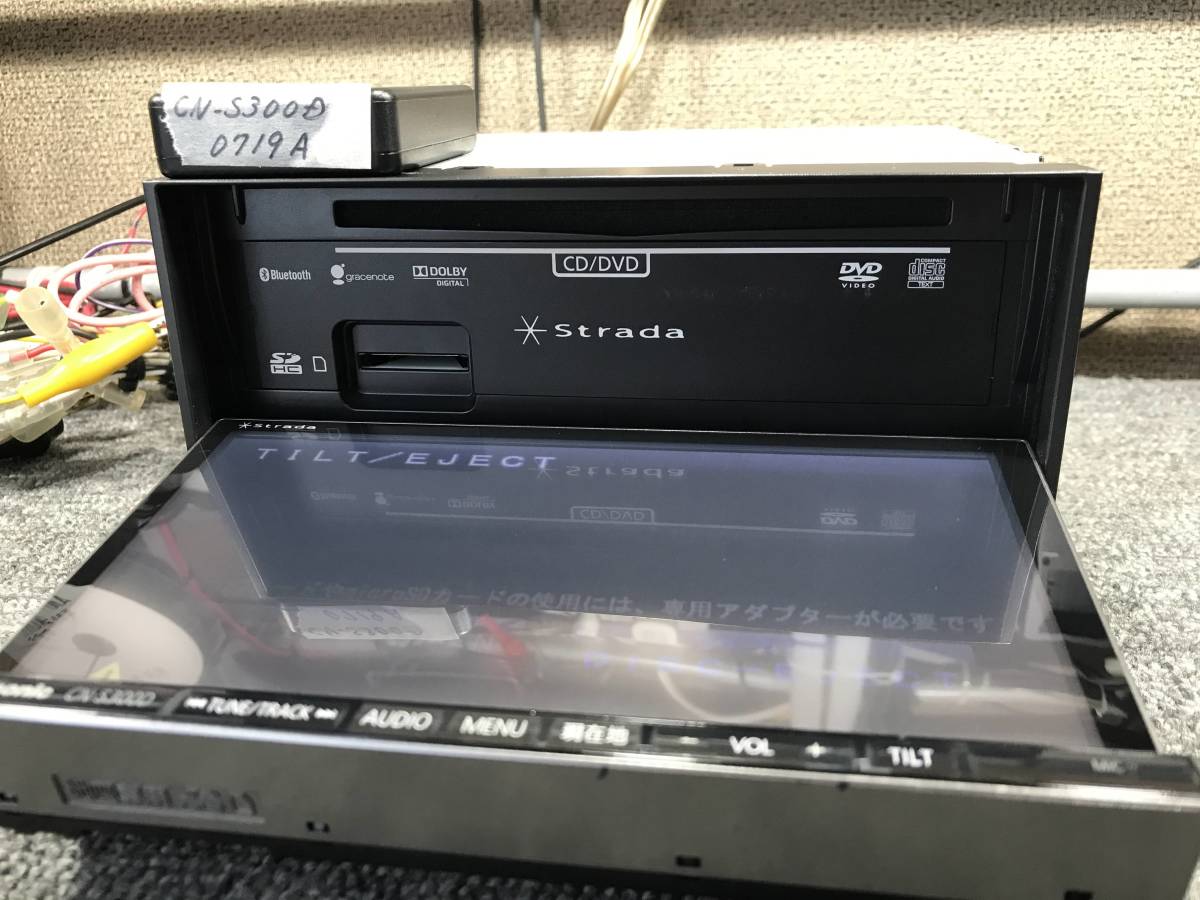 CN-S300D
0719A
Bluetooth
gracenote
DOLBY
DIGITAL
CD/DVD
DVD
VIDEO
COMPACT
disc
DIGITAL AUDIO
TEXT
Strada
SD
HC
Strada
TILT/EJECT
カードの使用には、専用アダプターが必要です
CN-S300D
TUNE/TRACK
AUDIO
MENU
現在地
− VOL +
TILT